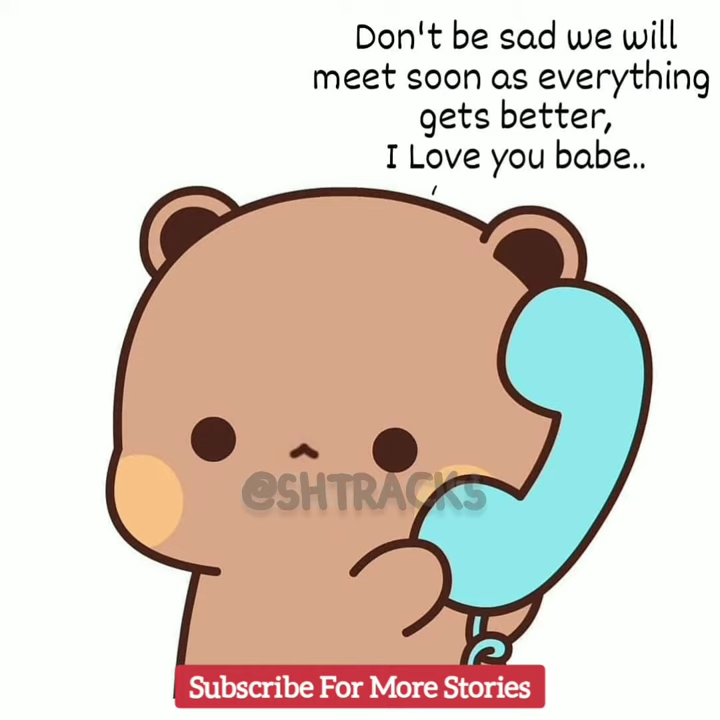 Don't be sad we will
meet soon as everything
gets better,
I Love you babe..
@SHTRACKS
Subscribe For More Stories